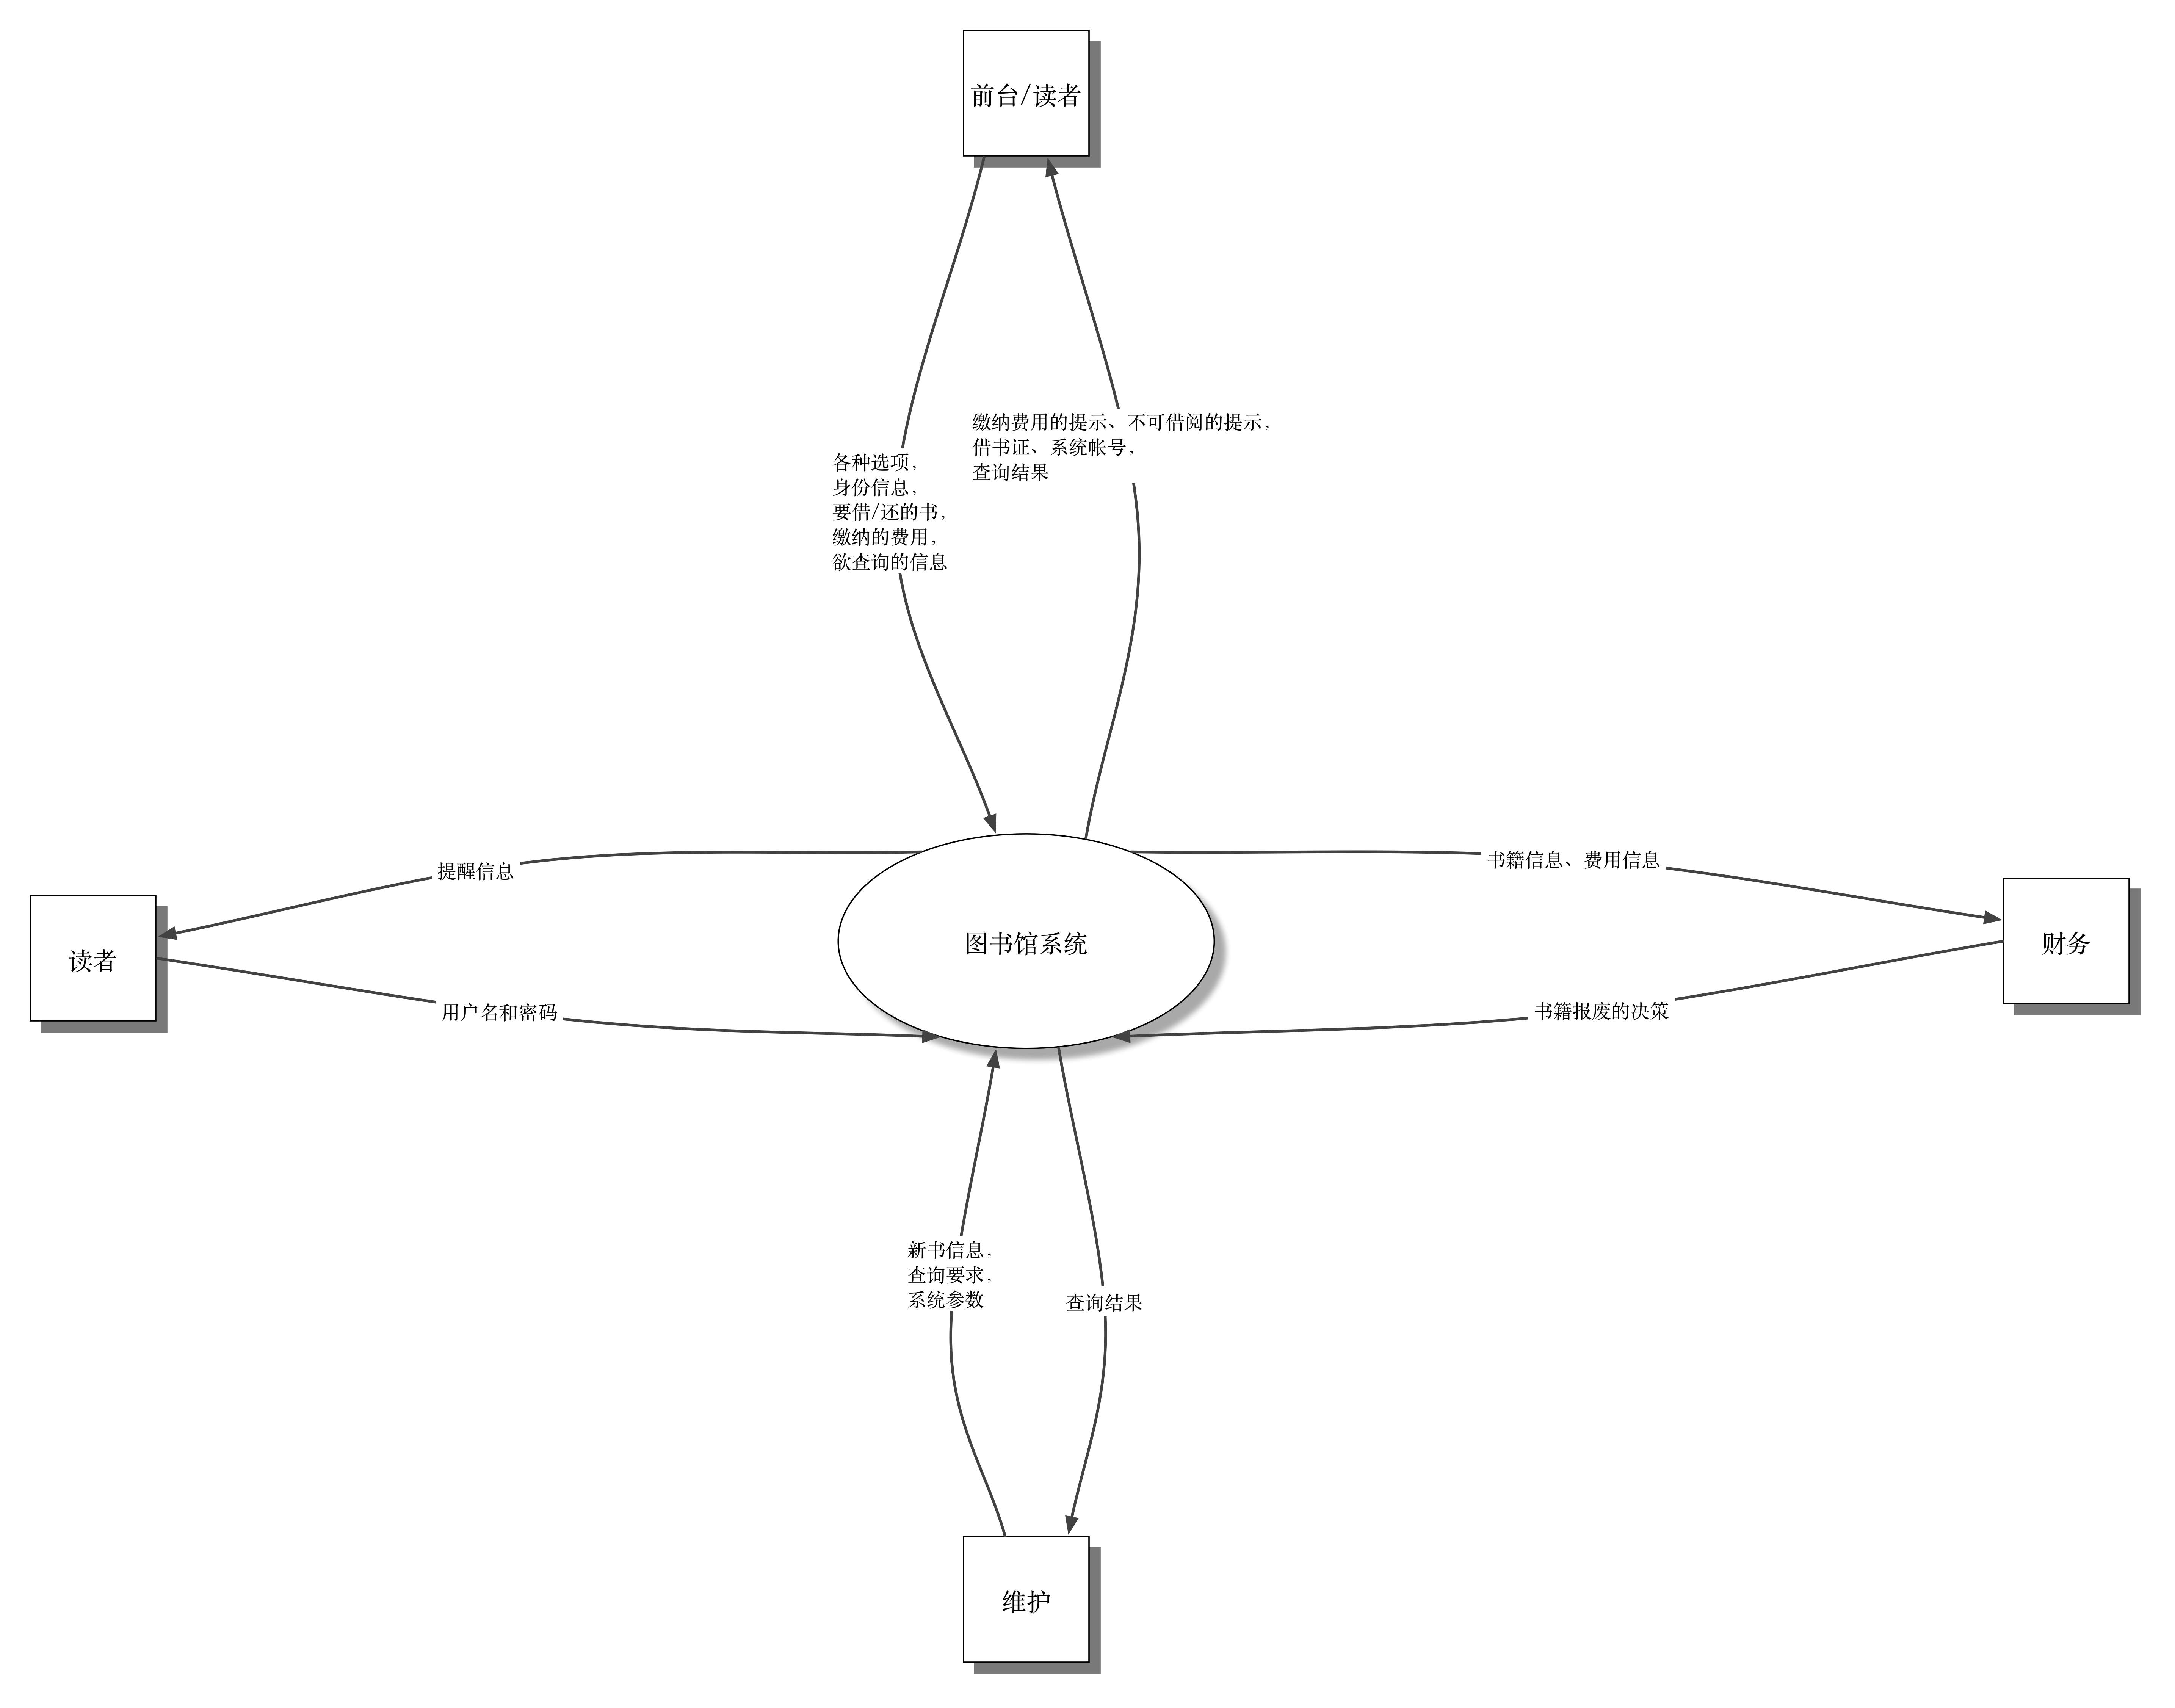 前台/读者
缴纳费用的提示、不可借阅的提示，
借书证、系统帐号，
查询结果
各种选项，
身份信息，
要借/还的书，
缴纳的费用，
欲查询的信息
提醒信息
书籍信息、费用信息
读者
图书馆系统
财务
用户名和密码
书籍报废的决策
新书信息，
查询要求，
系统参数
查询结果
维护